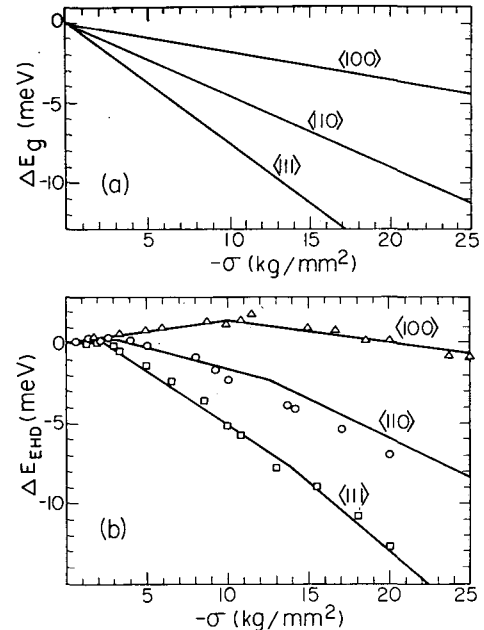 0
-5
-10
ΔEg (meV)
⟨100⟩
⟨110⟩
⟨111⟩
(a)
5 10 15 20 25
-σ (kg/mm²)
0
-5
-10
ΔE_EHD (meV)
⟨100⟩
⟨110⟩
⟨111⟩
(b)
5 10 15 20 25
-σ (kg/mm²)